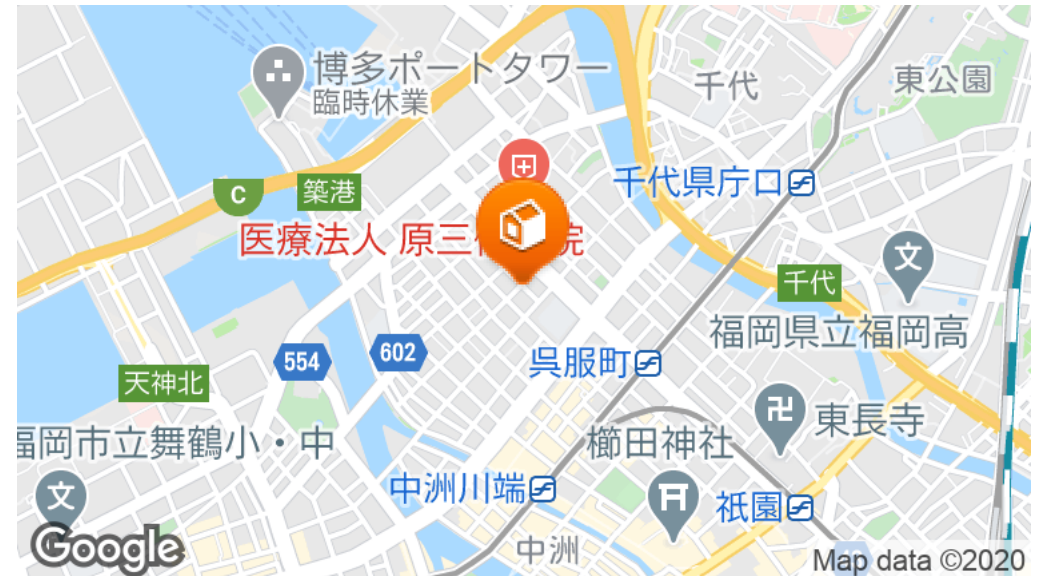 博多ポートタワー
臨時休業
千代
東公園
千代県庁口
C
築港
医療法人 原三
院
千代
文
福岡県立福岡高
呉服町
554
602
天神北
卍
東長寺
福岡市立舞鶴小・中
櫛田神社
中洲川端
文
祇園
中洲
Google
Map data ©2020